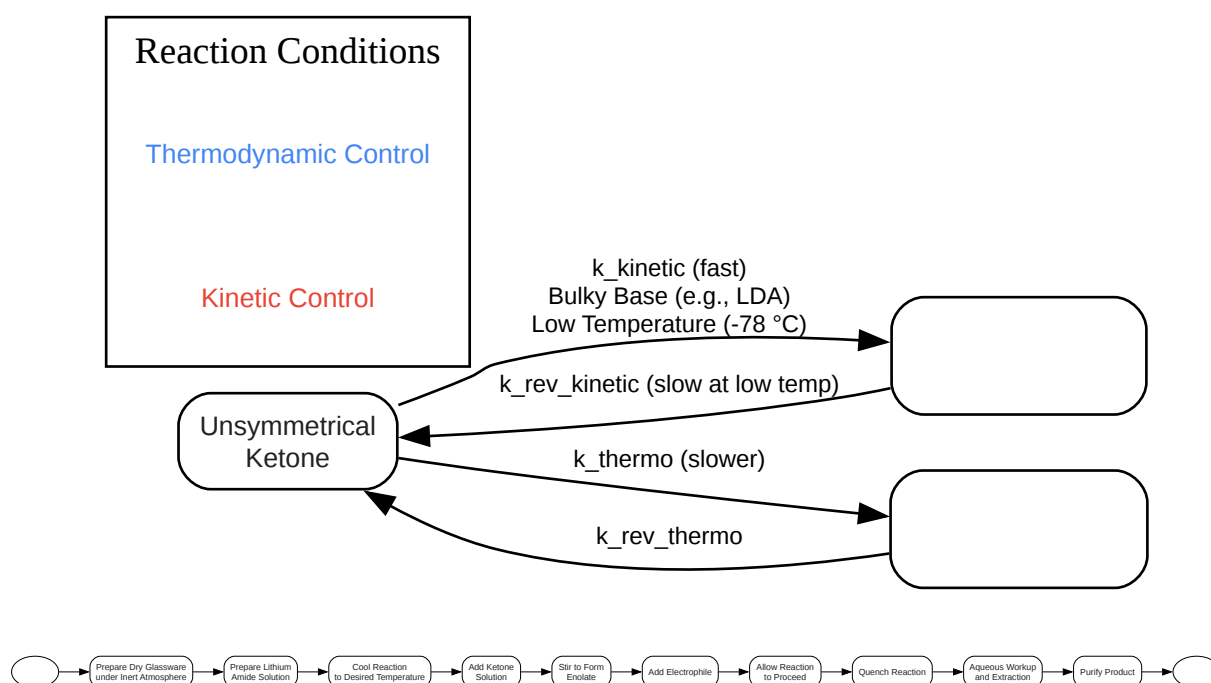 Reaction Conditions
Thermodynamic Control
Kinetic Control
k_kinetic (fast)
Bulky Base (e.g., LDA)
Low Temperature (-78 °C)
k_rev_kinetic (slow at low temp)
Unsymmetrical
Ketone
k_thermo (slower)
k_rev_thermo
Prepare Dry Glassware
under Inert Atmosphere
Prepare Lithium
Amide Solution
Cool Reaction
to Desired Temperature
Add Ketone
Solution
Stir to Form
Enolate
Add Electrophile
Allow Reaction
to Proceed
Quench Reaction
Aqueous Workup
and Extraction
Purify Product